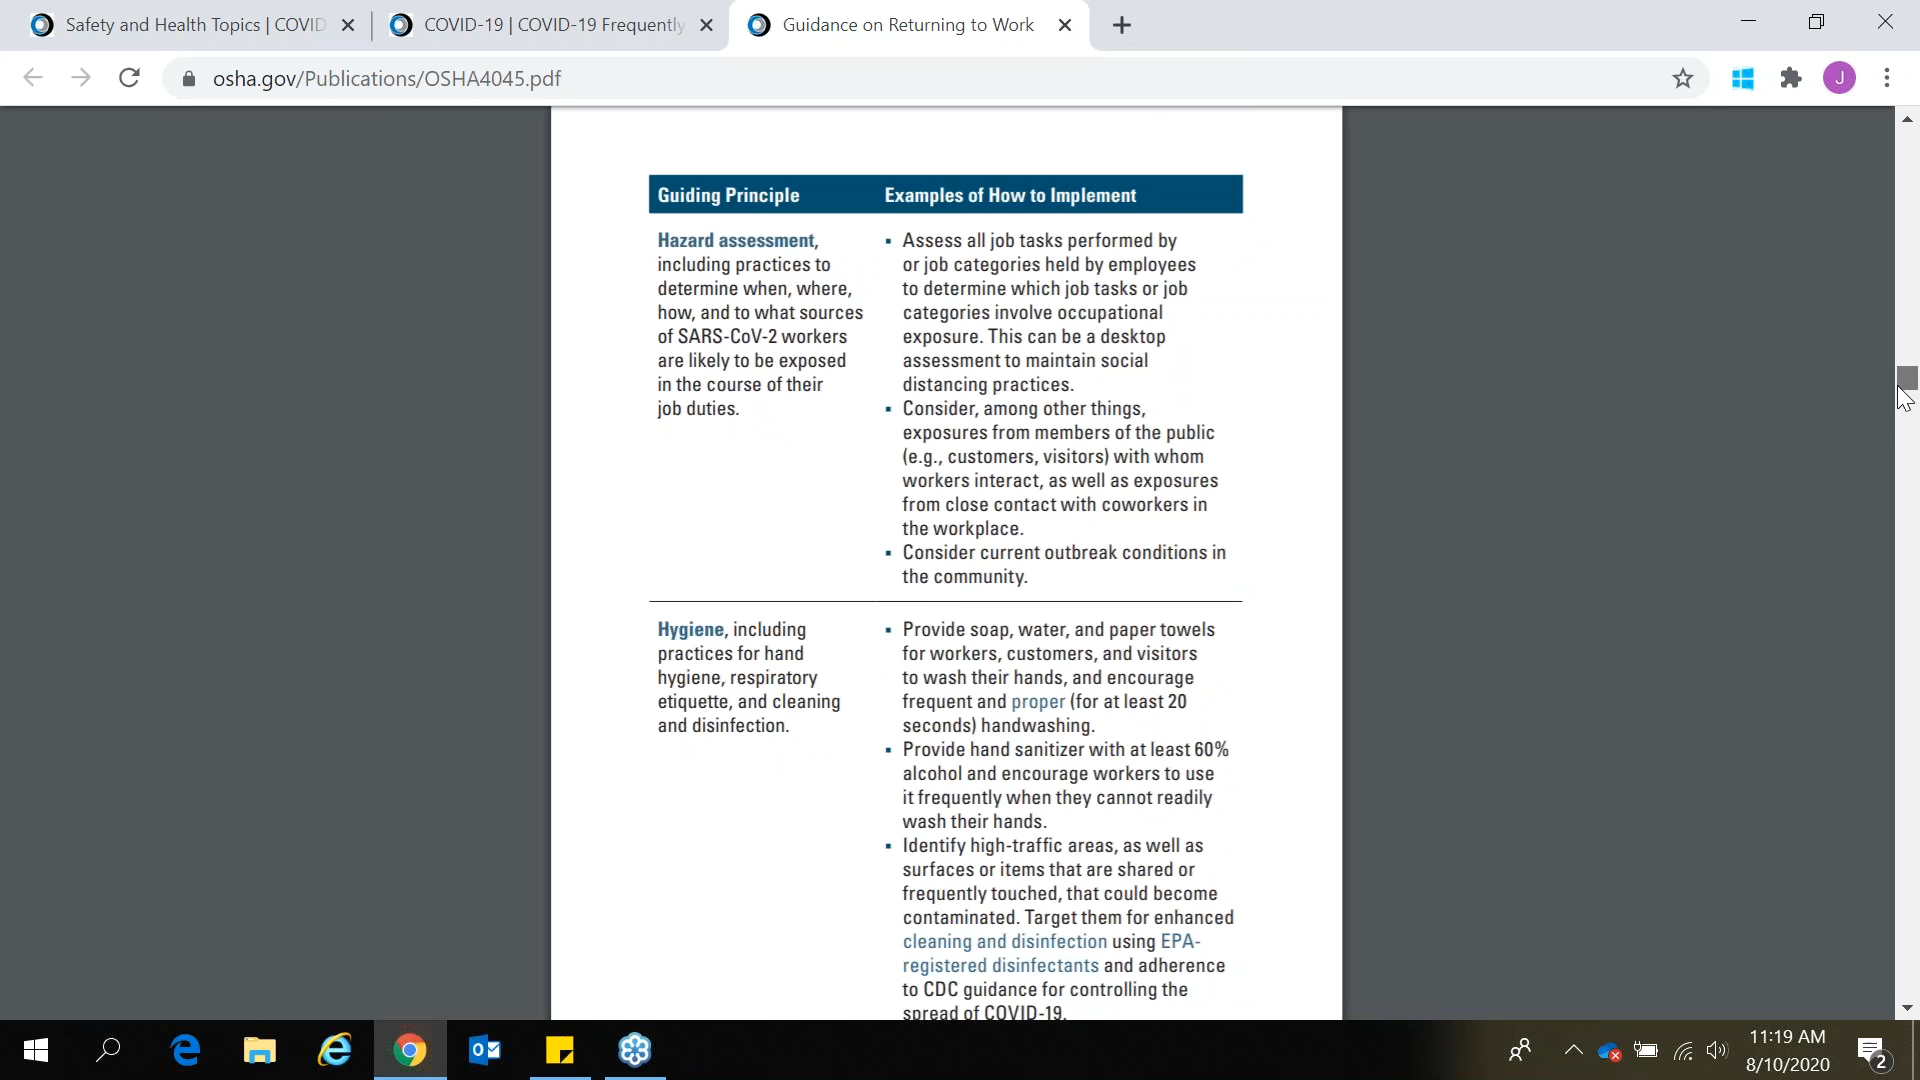 Safety and Health Topics | COVID
COVID-19 | COVID-19 Frequently
Guidance on Returning to Work
osha.gov/Publications/OSHA4045.pdf
J
Guiding Principle
Examples of How to Implement
Hazard assessment,
including practices to
determine when, where,
how, and to what sources
of SARS-CoV-2 workers
are likely to be exposed
in the course of their
job duties.
▪ Assess all job tasks performed by
or job categories held by employees
to determine which job tasks or job
categories involve occupational
exposure. This can be a desktop
assessment to maintain social
distancing practices.
▪ Consider, among other things,
exposures from members of the public
(e.g., customers, visitors) with whom
workers interact, as well as exposures
from close contact with coworkers in
the workplace.
▪ Consider current outbreak conditions in
the community.
Hygiene, including
practices for hand
hygiene, respiratory
etiquette, and cleaning
and disinfection.
▪ Provide soap, water, and paper towels
for workers, customers, and visitors
to wash their hands, and encourage
frequent and proper (for at least 20
seconds) handwashing.
▪ Provide hand sanitizer with at least 60%
alcohol and encourage workers to use
it frequently when they cannot readily
wash their hands.
▪ Identify high-traffic areas, as well as
surfaces or items that are shared or
frequently touched, that could become
contaminated. Target them for enhanced
cleaning and disinfection using EPA-
registered disinfectants and adherence
to CDC guidance for controlling the
spread of COVID-19.
11:19 AM
8/10/2020
2